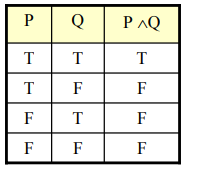 P Q P ∧Q
T T T
T F F
F T F
F F F